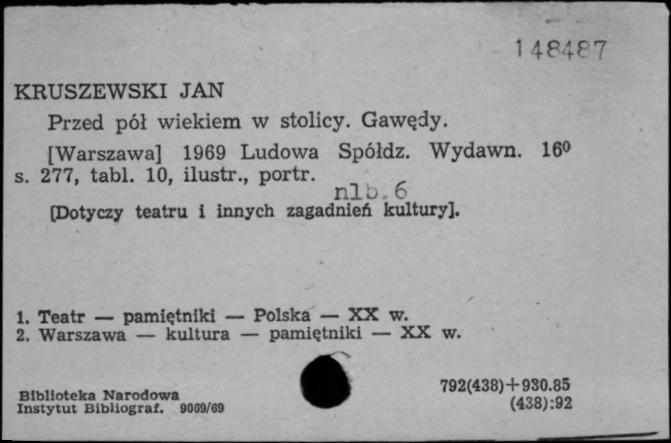 148487
KRUSZEWSKI JAN
Przed pół wiekiem w stolicy. Gawędy.
[Warszawa] 1969 Ludowa Spółdz. Wydawn. 16⁰
s. 277, tabl. 10, ilustr., portr.
nlb. 6
[Dotyczy teatru i innych zagadnień kultury].
1. Teatr — pamiętniki — Polska — XX w.
2. Warszawa — kultura — pamiętniki — XX w.
Biblioteka Narodowa
Instytut Bibliograf. 9069/69
792(438)+930.85
(438):92